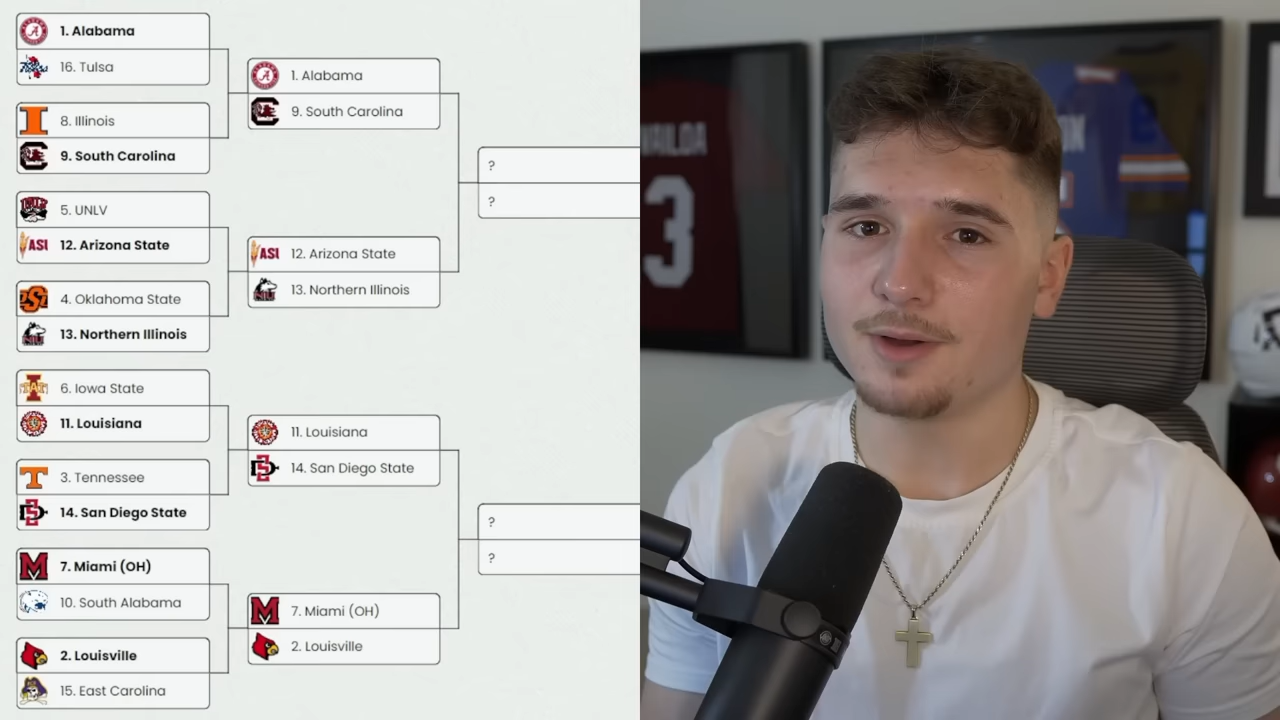 1. Alabama
16. Tulsa
8. Illinois
9. South Carolina
5. UNLV
12. Arizona State
ASU
4. Oklahoma State
13. Northern Illinois
6. Iowa State
11. Louisiana
3. Tennessee
14. San Diego State
7. Miami (OH)
10. South Alabama
2. Louisville
15. East Carolina
1. Alabama
9. South Carolina
12. Arizona State
ASU
13. Northern Illinois
11. Louisiana
14. San Diego State
7. Miami (OH)
2. Louisville
?
?
?
?
3